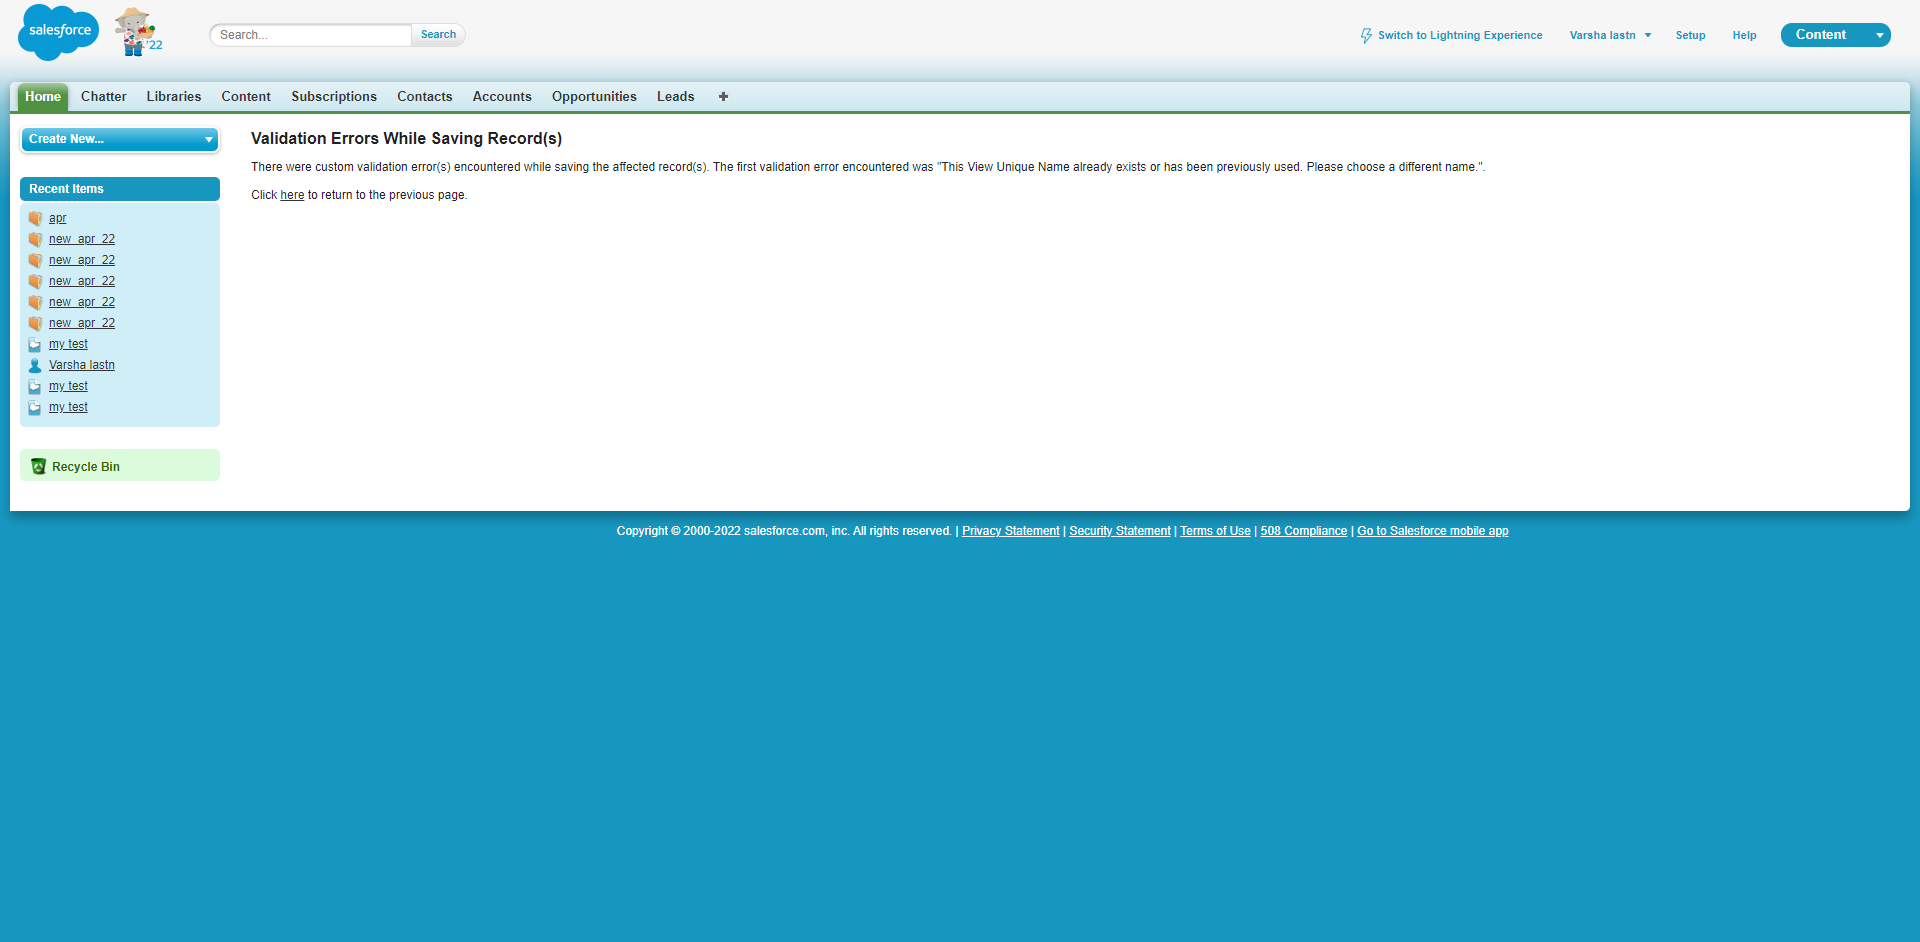 salesforce
'22
Search...
Search
Switch to Lightning Experience
Varsha lastn
Setup
Help
Content
Home
Chatter
Libraries
Content
Subscriptions
Contacts
Accounts
Opportunities
Leads
Create New...
Validation Errors While Saving Record(s)
There were custom validation error(s) encountered while saving the affected record(s). The first validation error encountered was "This View Unique Name already exists or has been previously used. Please choose a different name.".
Click here to return to the previous page.
Recent Items
apr
new_apr_22
new_apr_22
new_apr_22
new_apr_22
new_apr_22
my test
Varsha lastn
my test
my test
Recycle Bin
Copyright © 2000-2022 salesforce.com, inc. All rights reserved. | Privacy Statement | Security Statement | Terms of Use | 508 Compliance | Go to Salesforce mobile app